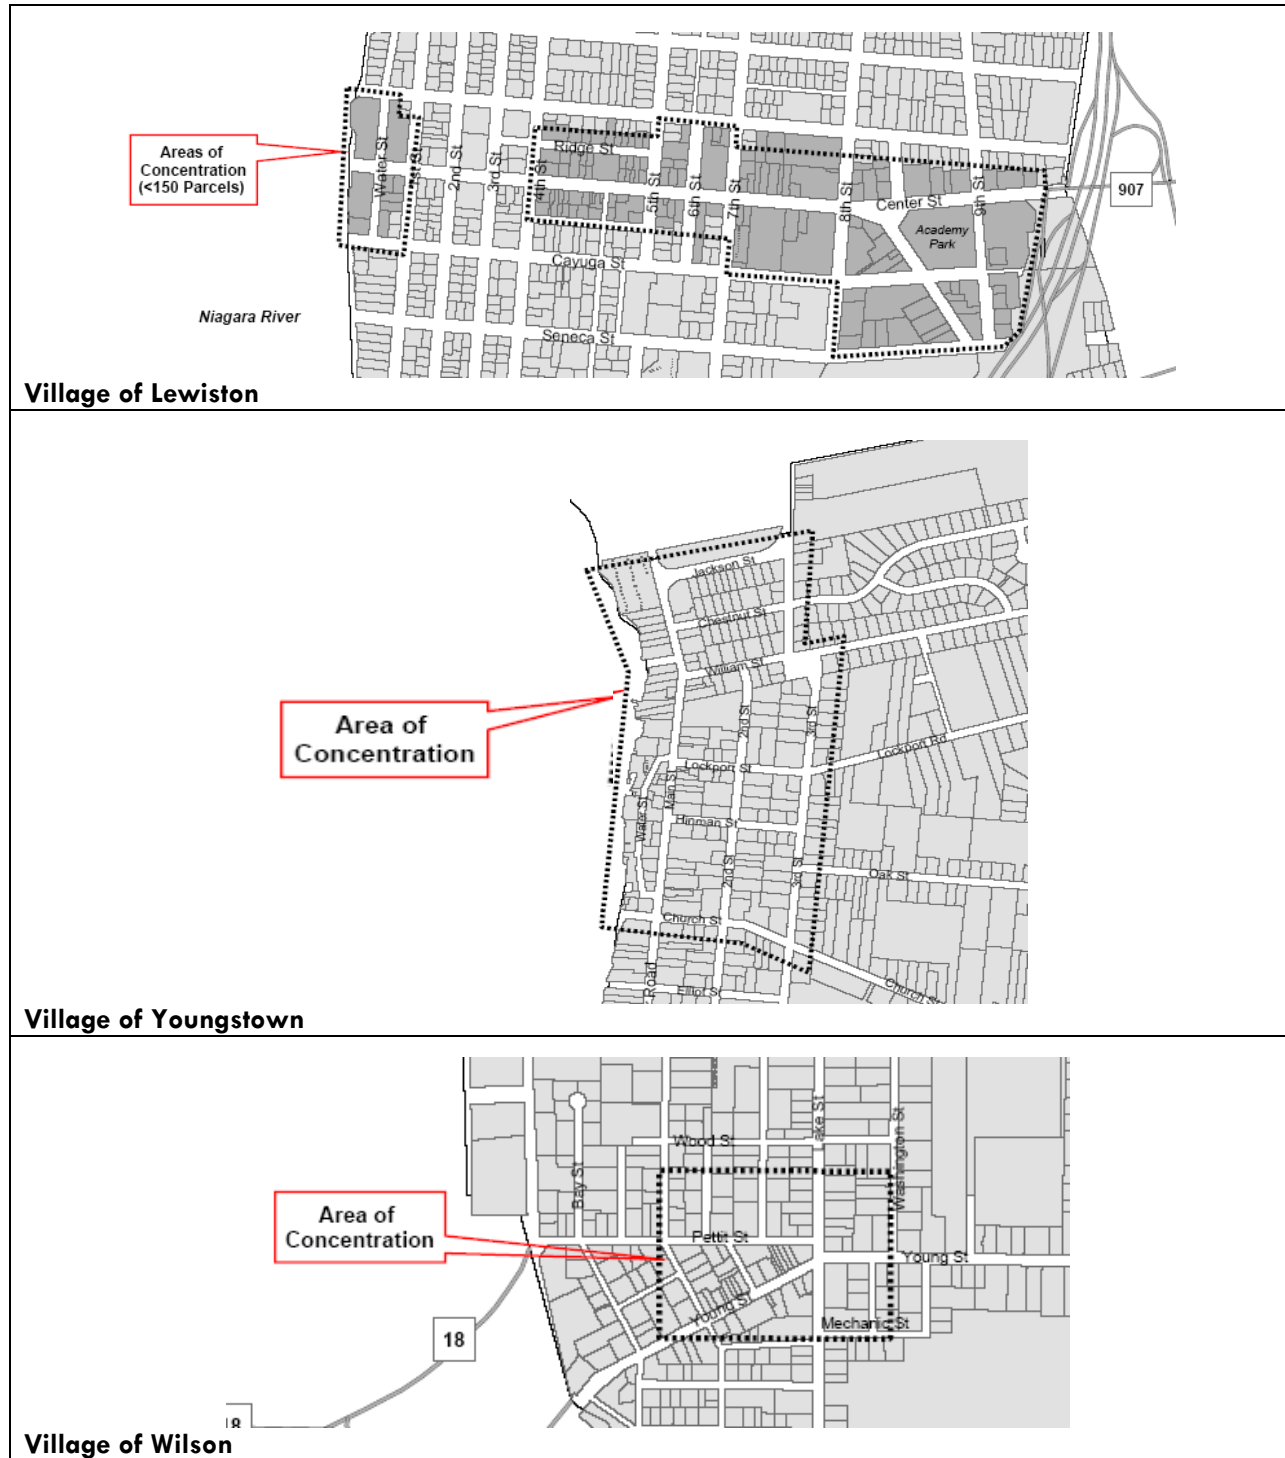 Areas of
Concentration
(<150 Parcels)
Water St
1st St
2nd St
3rd St
4th St
Ridge St
5th St
6th St
7th St
8th St
Center St
9th St
907
Academy
Park
Cayuga St
Niagara River
Seneca St
Village of Lewiston
Jackson St
Chestnut St
William St
Area of
Concentration
2nd St
3rd St
Lockport Rd
Lockport St
Main St
Water St
Hinman St
2nd St
3rd St
Oak St
Church St
Road
Elliot St
Church St
Village of Youngstown
Wood St
Lake St
Washington St
Bay St
Area of
Concentration
Pettit St
Young St
Young St
Mechanic St
18
18
Village of Wilson